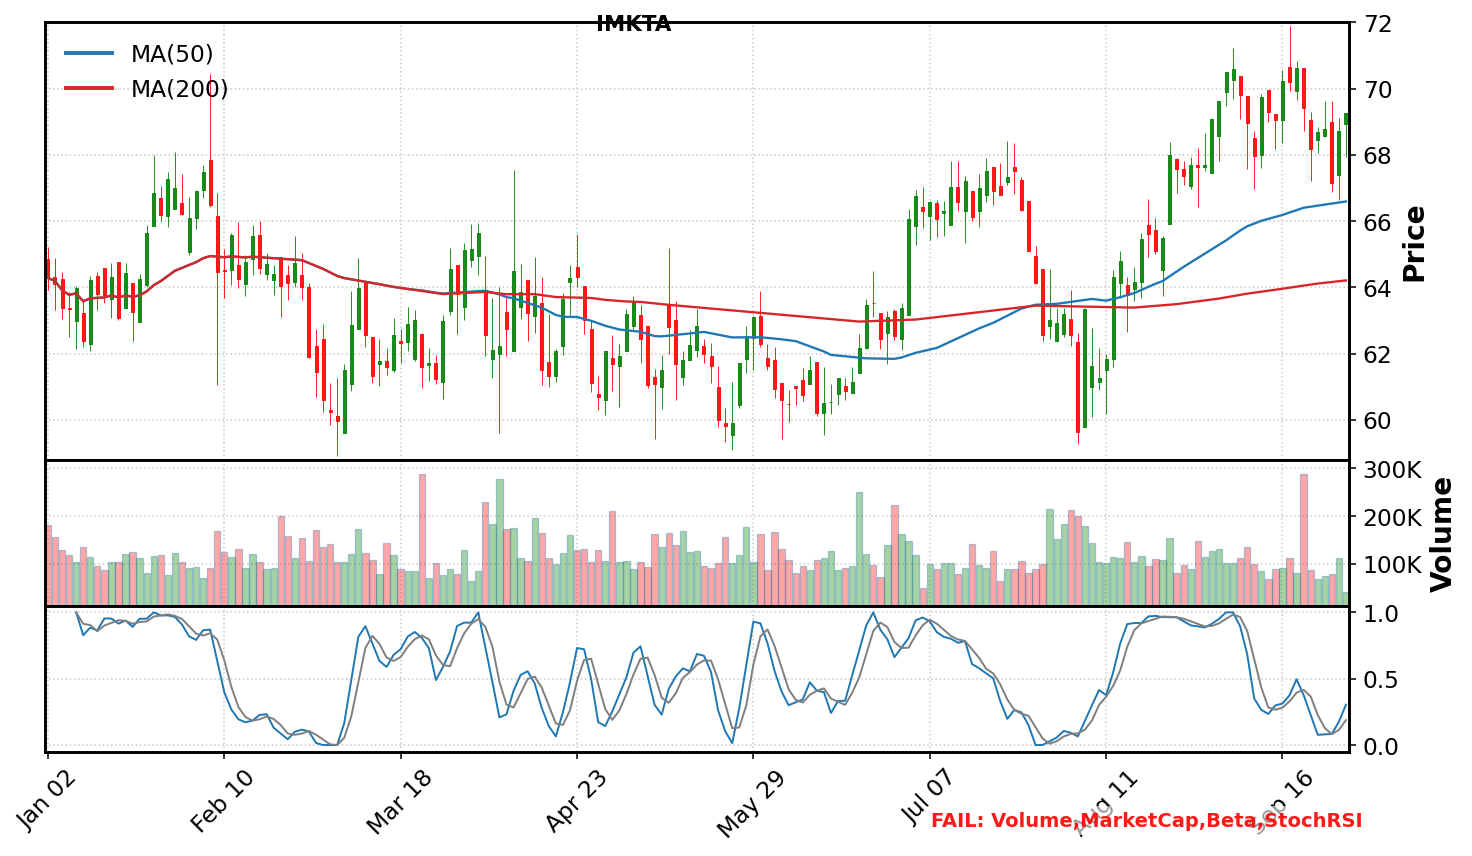 IMKTA
MA(50)
MA(200)
72
70
68
66
64
62
60
Price
300K
200K
100K
Volume
1.0
0.5
0.0
Jan 02
Feb 10
Mar 18
Apr 23
May 29
Jul 07
Aug 11
Sep 16
FAIL: Volume,MarketCap,Beta,StochRSI